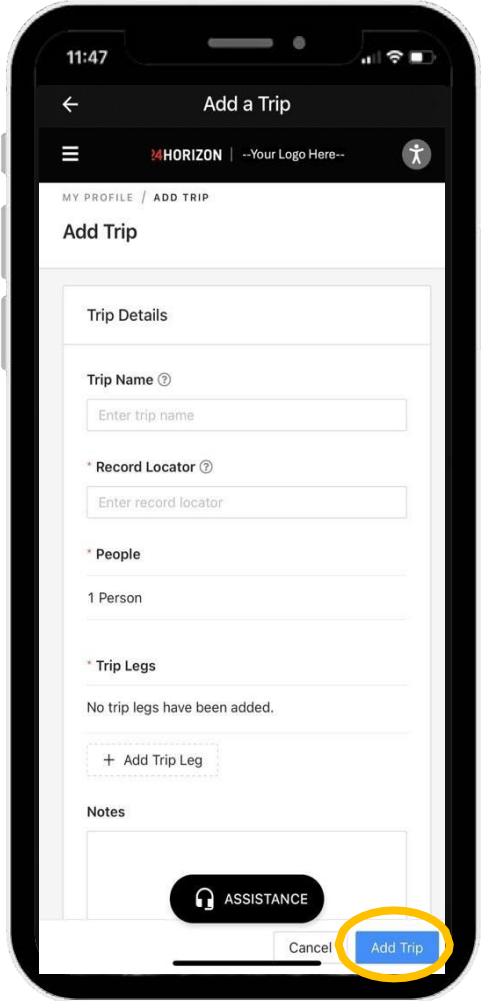 11:47
Add a Trip
24HORIZON | --Your Logo Here--
MY PROFILE / ADD TRIP
Add Trip
Trip Details
Trip Name ?
Enter trip name
* Record Locator ?
Enter record locator
* People
1 Person
* Trip Legs
No trip legs have been added.
+ Add Trip Leg
Notes
ASSISTANCE
Cancel Add Trip